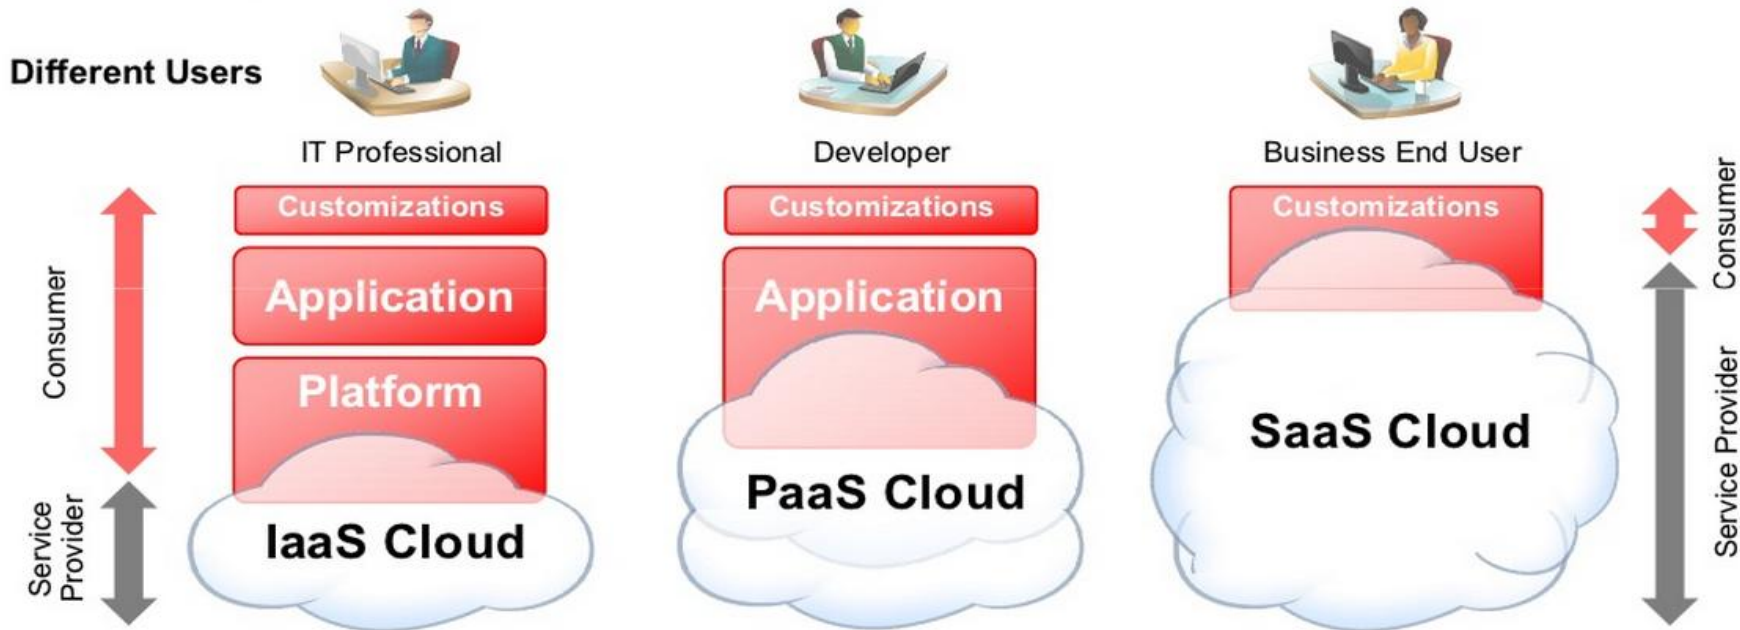 Different Users
IT Professional
Developer
Business End User
Customizations
Application
Platform
IaaS Cloud
Customizations
Application
PaaS Cloud
Customizations
SaaS Cloud
Consumer
Service
Provider
Consumer
Service Provider